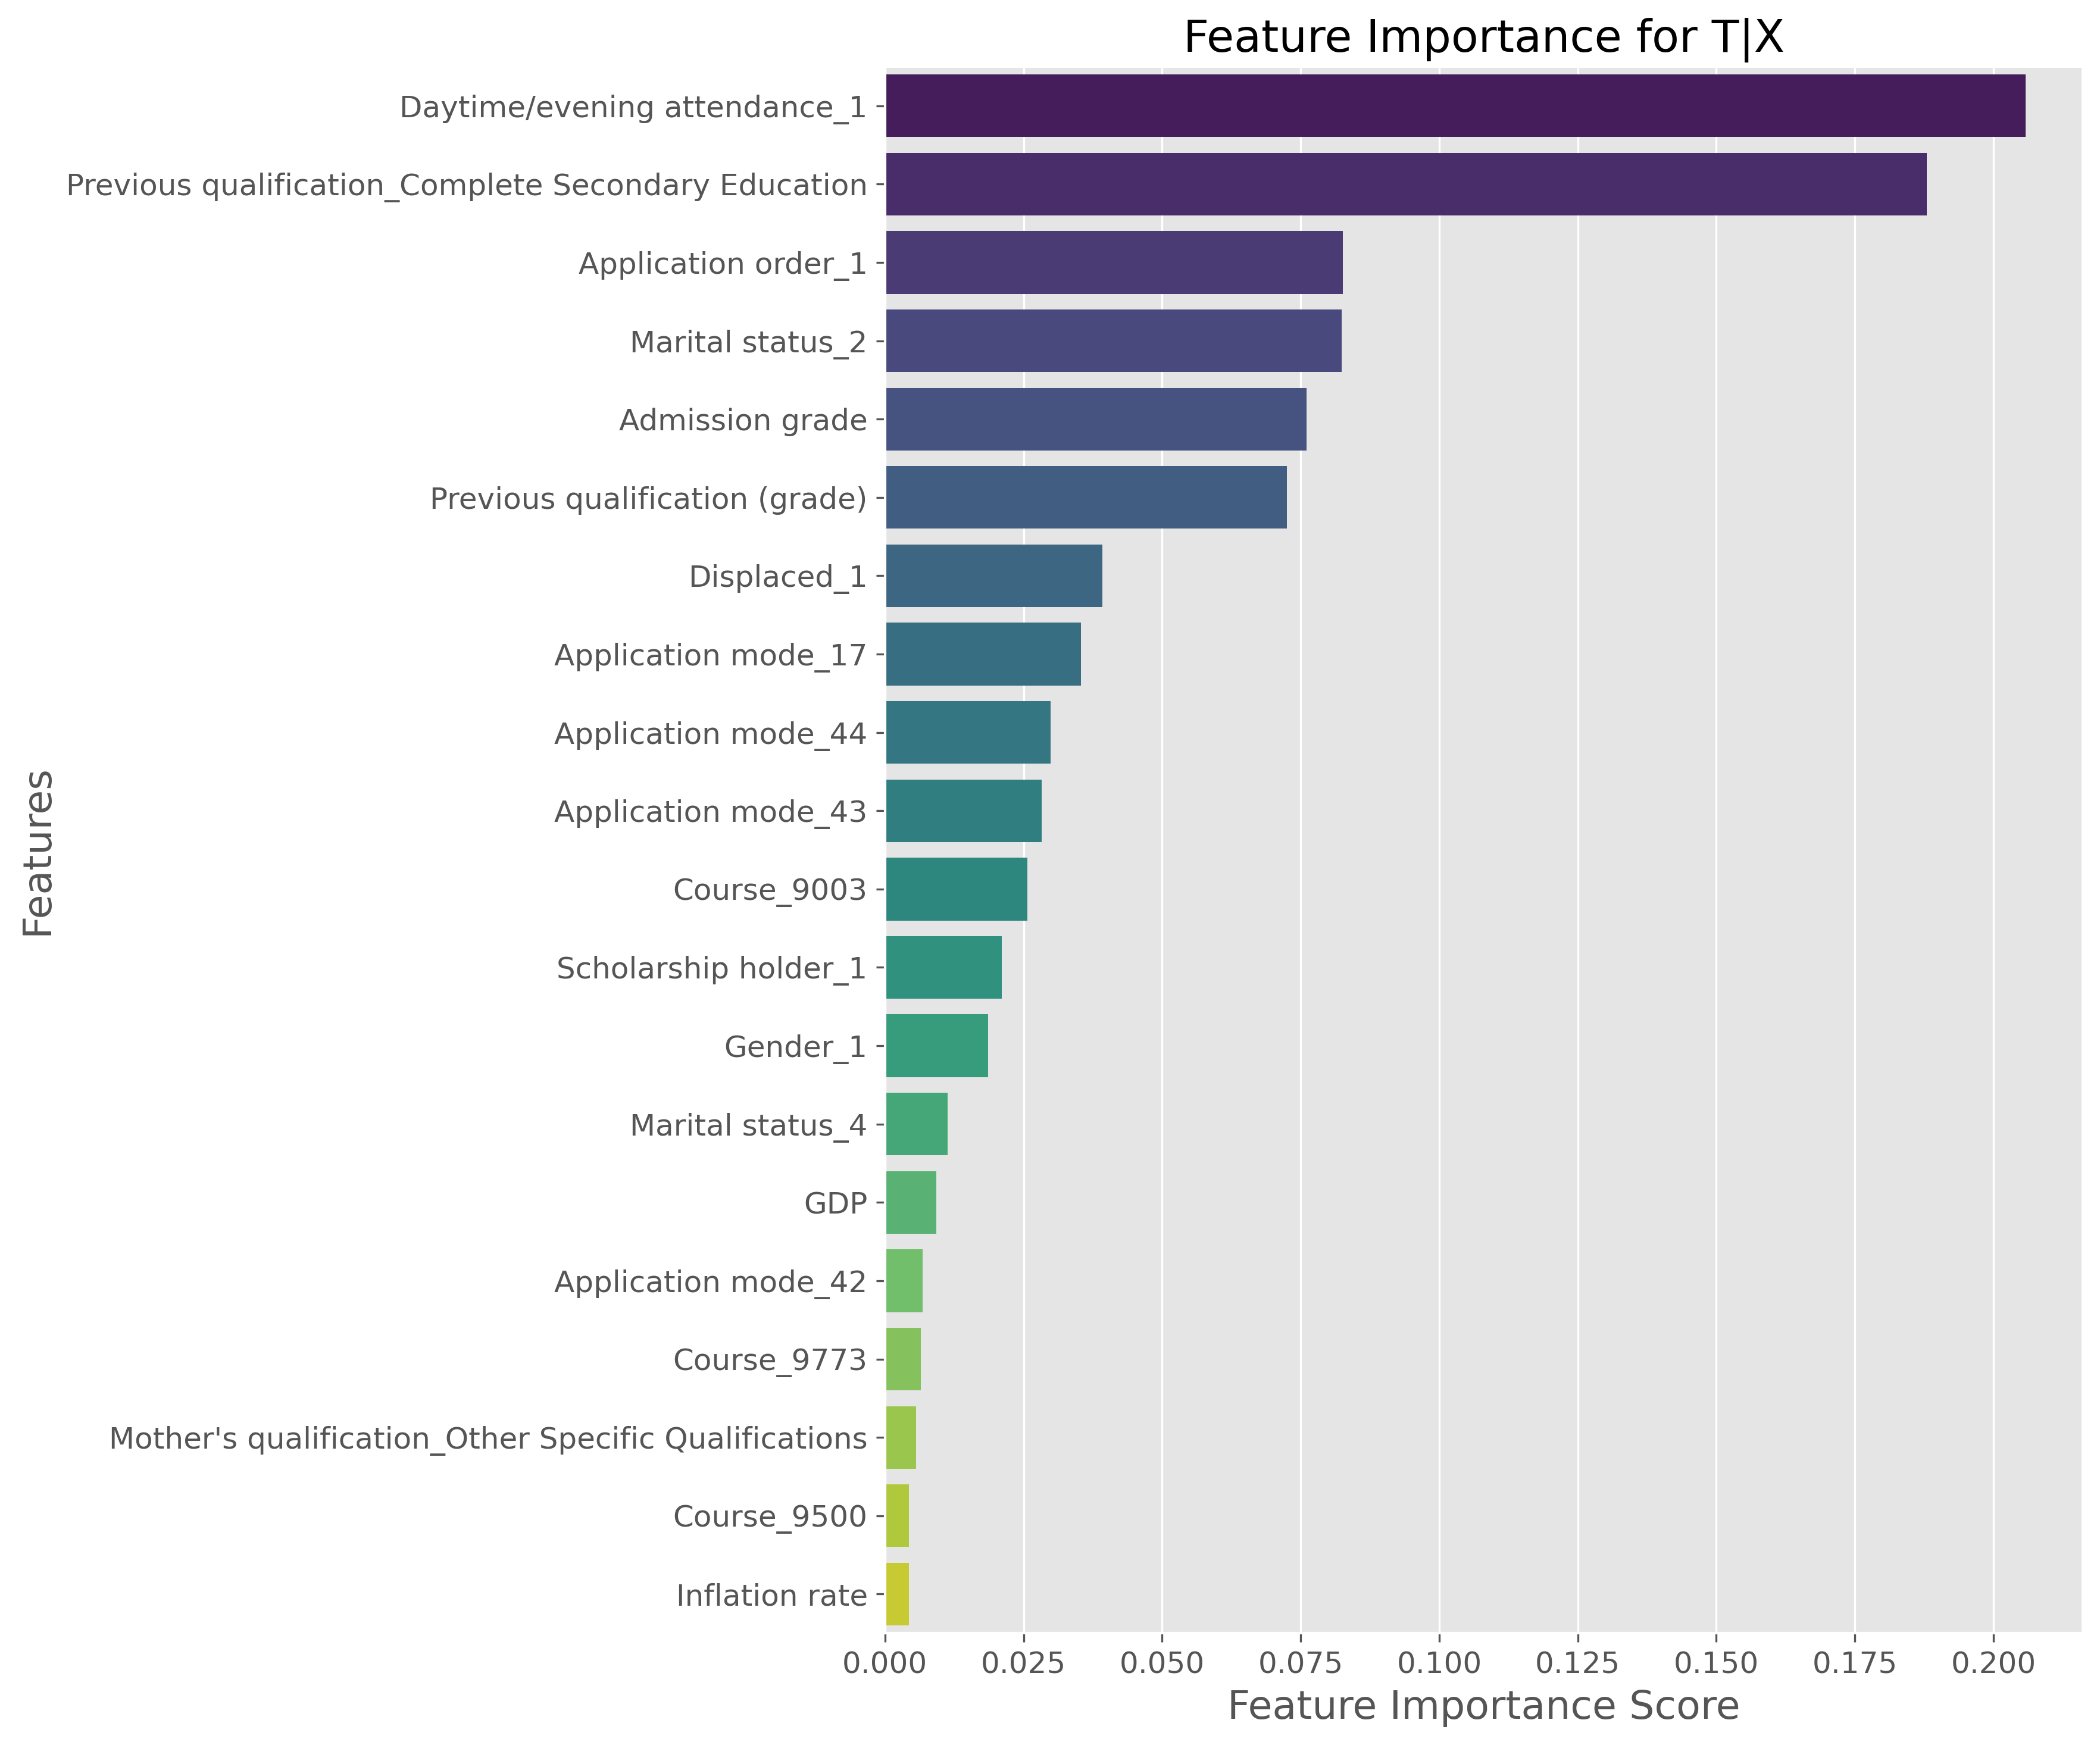 Feature Importance for T|X
Daytime/evening attendance_1
Previous qualification_Complete Secondary Education
Application order_1
Marital status_2
Admission grade
Previous qualification (grade)
Displaced_1
Application mode_17
Application mode_44
Application mode_43
Course_9003
Scholarship holder_1
Gender_1
Marital status_4
GDP
Application mode_42
Course_9773
Mother's qualification_Other Specific Qualifications
Course_9500
Inflation rate
Features
0.000 0.025 0.050 0.075 0.100 0.125 0.150 0.175 0.200
Feature Importance Score